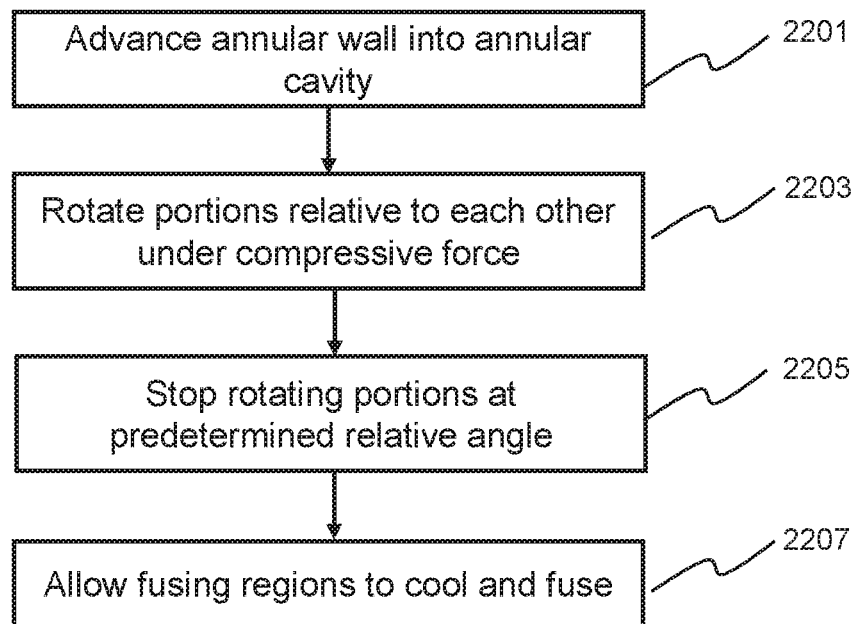 Advance annular wall into annular
cavity
2201
Rotate portions relative to each other
under compressive force
2203
Stop rotating portions at
predetermined relative angle
2205
Allow fusing regions to cool and fuse
2207